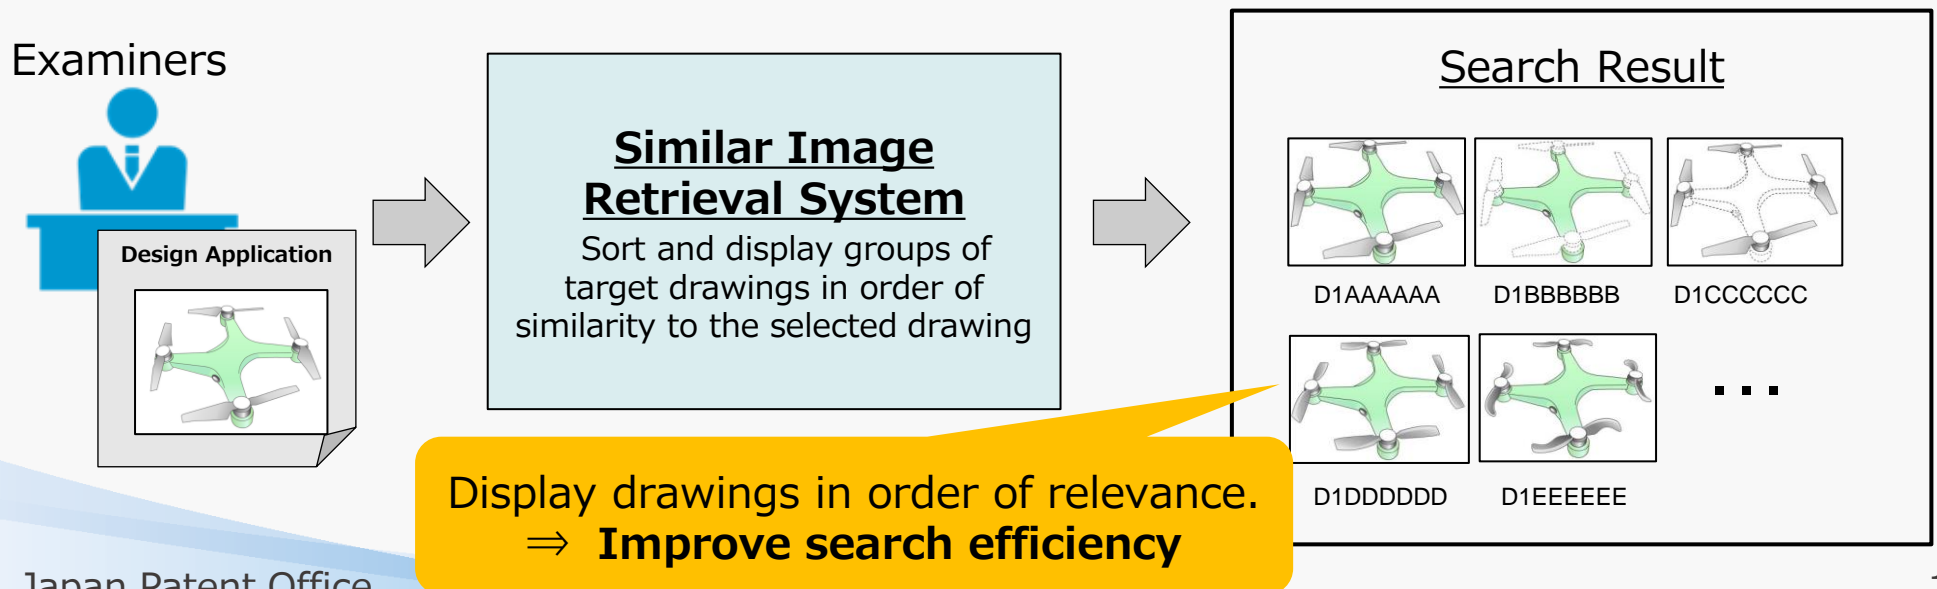 Examiners
Design Application
Similar Image
Retrieval System
Sort and display groups of
target drawings in order of
similarity to the selected drawing
Search Result
D1AAAAAA
D1BBBBBB
D1CCCCCC
D1DDDDDD
D1EEEEEE
...
Display drawings in order of relevance.
⇒ Improve search efficiency
Japan Patent Office